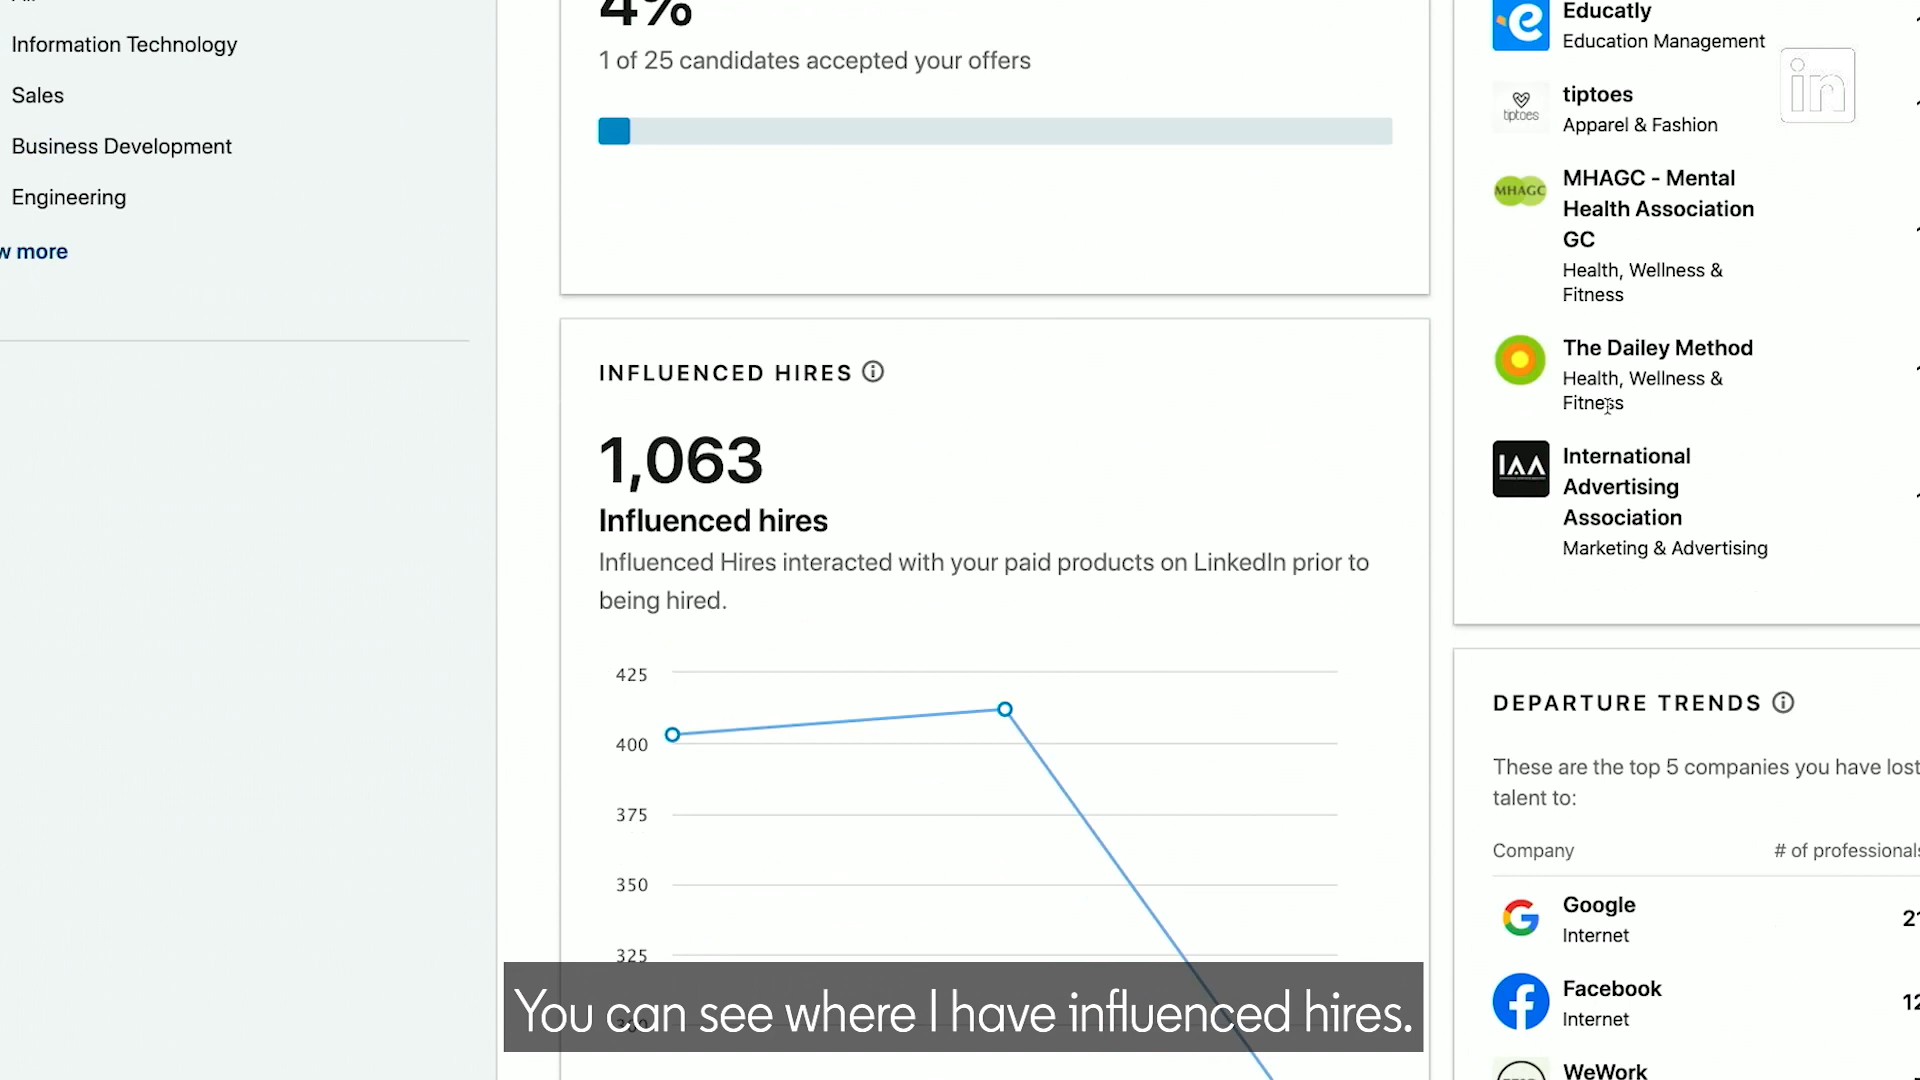 Information Technology
Sales
Business Development
Engineering
w more
4%
1 of 25 candidates accepted your offers
INFLUENCED HIRES
1,063
Influenced hires
Influenced Hires interacted with your paid products on LinkedIn prior to
being hired.
425
400
375
350
325
You can see where I have influenced hires.
Educatly
Education Management
in
tiptoes
tiptoes
Apparel & Fashion
MHAGC
MHAGC - Mental
Health Association
GC
Health, Wellness &
Fitness
The Dailey Method
Health, Wellness &
Fitness
IAA
International
Advertising
Association
Marketing & Advertising
DEPARTURE TRENDS
These are the top 5 companies you have lost
talent to:
Company
# of professionals
Google
Internet
Facebook
Internet
WeWork